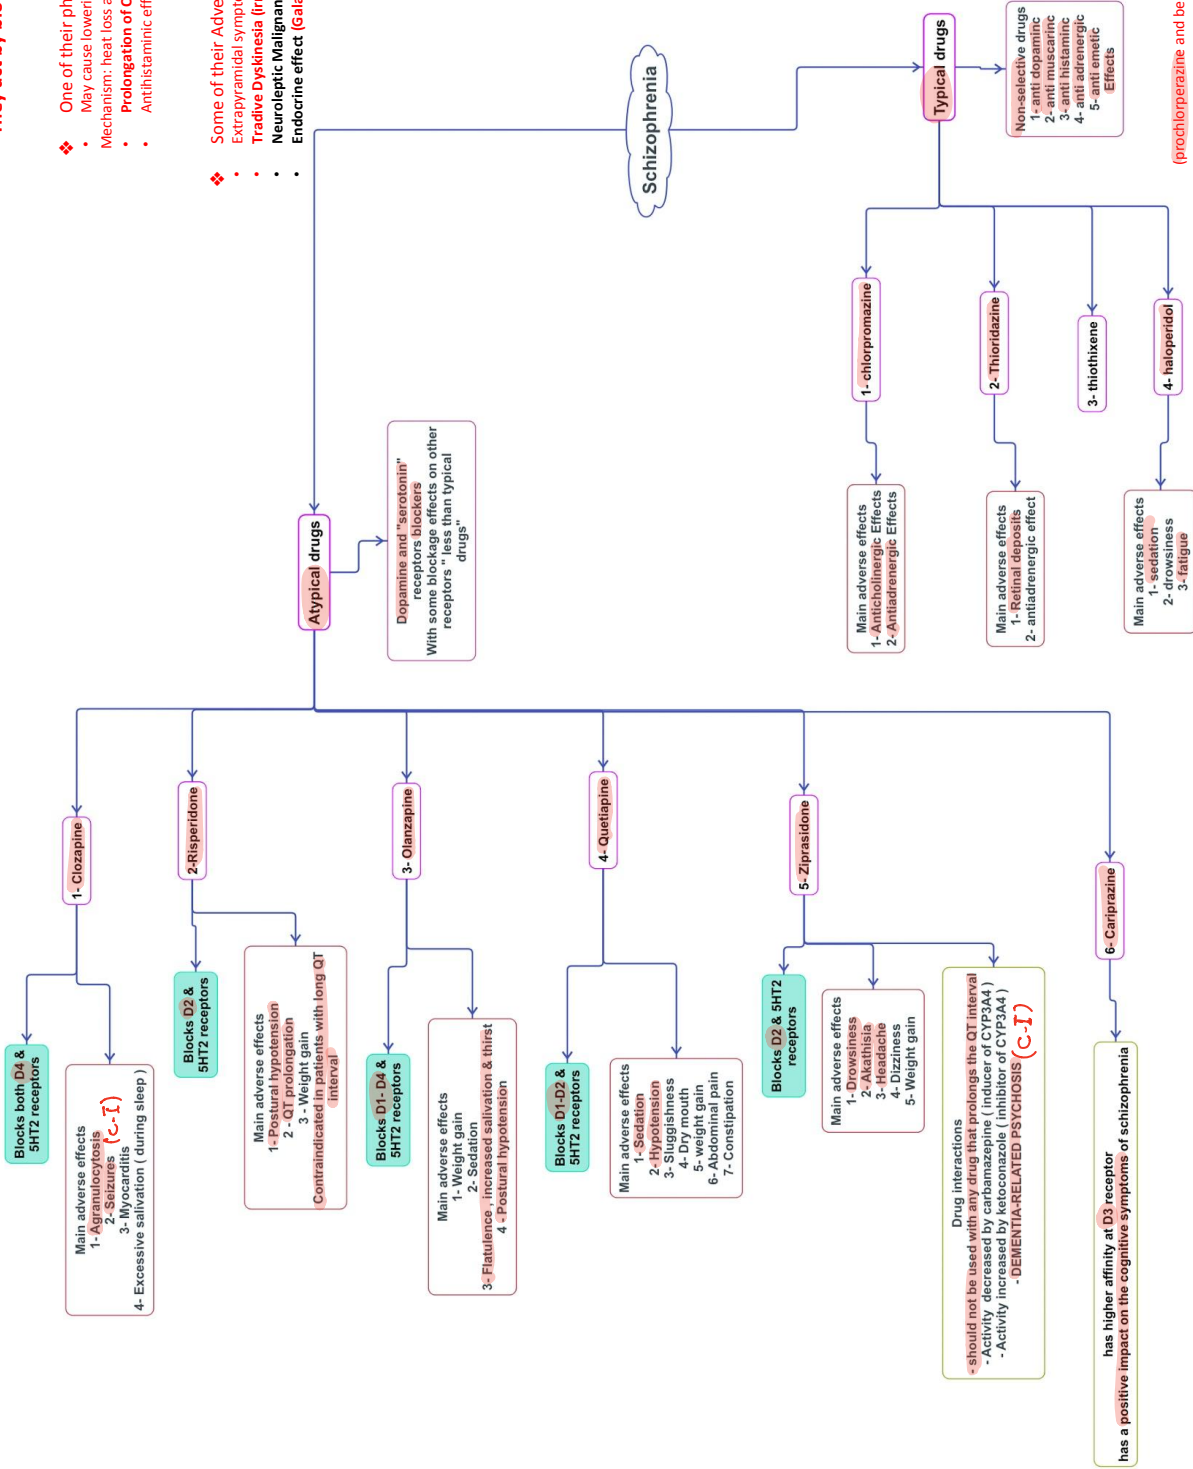 They act by blo
❖ One of their ph
• May cause loweri
Mechanism: heat loss a
• Prolongation of
• Antihistaminic eff
❖ Some of their Adve
• Extrapyramidal sympto
• Tradive Dyskinesia
• Neuroleptic Malignan
• Endocrine effect (Gala
Schizophrenia
Atypical drugs
Dopamine and "serotonin"
receptors blockers
With some blockage effects on other
receptors " less than typical
drugs"
1- Clozapine
Blocks both D4 &
5HT2 receptors
Main adverse effects
1- Agranulocytosis
2- Seizures (C-I)
3- Myocarditis
4- Excessive salivation ( during sleep )
2-Risperidone
Blocks D2 &
5HT2 receptors
Main adverse effects
1- Postural hypotension
2 - QT prolongation
3 - Weight gain
Contraindicated in patients with long QT
interval
3- Olanzapine
Blocks D1- D4 &
5HT2 receptors
Main adverse effects
1- Weight gain
2- Sedation
3- Flatulence , increased salivation & thirst
4 - Postural hypotension
4- Quetiapine
Blocks D1-D2 &
5HT2 receptors
Main adverse effects
1- Sedation
2- Hypotension
3- Sluggishness
4- Dry mouth
5- weight gain
6- Abdominal pain
7- Constipation
5- Ziprasidone
Blocks D2 & 5HT2
receptors
Main adverse effects
1- Drowsiness
2- Akathisia
3- Headache
4- Dizziness
5- Weight gain
Drug interactions
- should not be used with any drug that prolongs the QT interval
- Activity decreased by carbamazepine ( inducer of CYP3A4 )
- Activity increased by ketoconazole ( inhibitor of CYP3A4 )
- DEMENTIA-RELATED PSYCHOSIS (C-I)
6- Cariprazine
has higher affinity at D3 receptor
has a positive impact on the cognitive symptoms of schizophrenia
Typical drugs
Non-selective drugs
1- anti dopaminc
2- anti muscarinc
3- anti histaminc
4- anti adrenergic
5- anti emetic
Effects
1- chlorpromazine
Main adverse effects
1- Anticholinergic Effects
2- Antiadrenergic Effects
2- Thioridazine
Main adverse effects
1- Retinal deposits
2- antiadrenergic effect
3- thiothixene
4- haloperidol
Main adverse effects
1- sedation
2- drowsiness
3- fatigue
(prochlorperazine and be